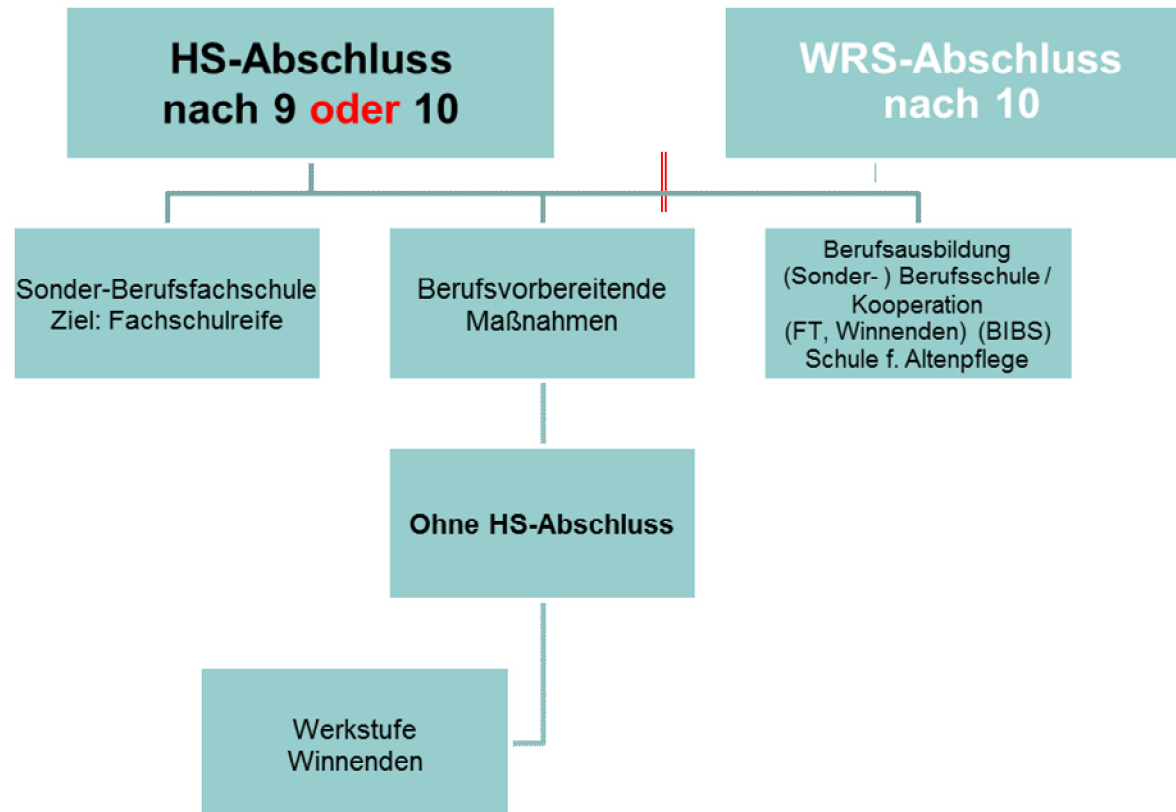 HS-Abschluss
nach 9 oder 10
WRS-Abschluss
nach 10
Sonder-Berufsfachschule
Ziel: Fachschulreife
Berufsvorbereitende
Maßnahmen
Berufsausbildung
(Sonder- ) Berufsschule /
Kooperation
(FT, Winnenden) (BIBS)
Schule f. Altenpflege
Ohne HS-Abschluss
Werkstufe
Winnenden